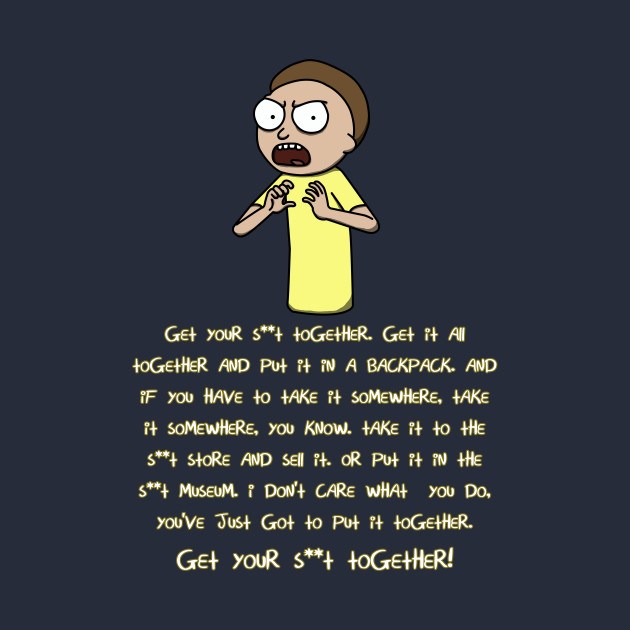 Get your s**t together. Get it all
together and put it in a backpack. And
if you have to take it somewhere, take
it somewhere, you know. take it to the
s**t store and sell it. or put it in the
s**t museum. i don't care what you do,
you've just got to put it together.
Get your s**t together!